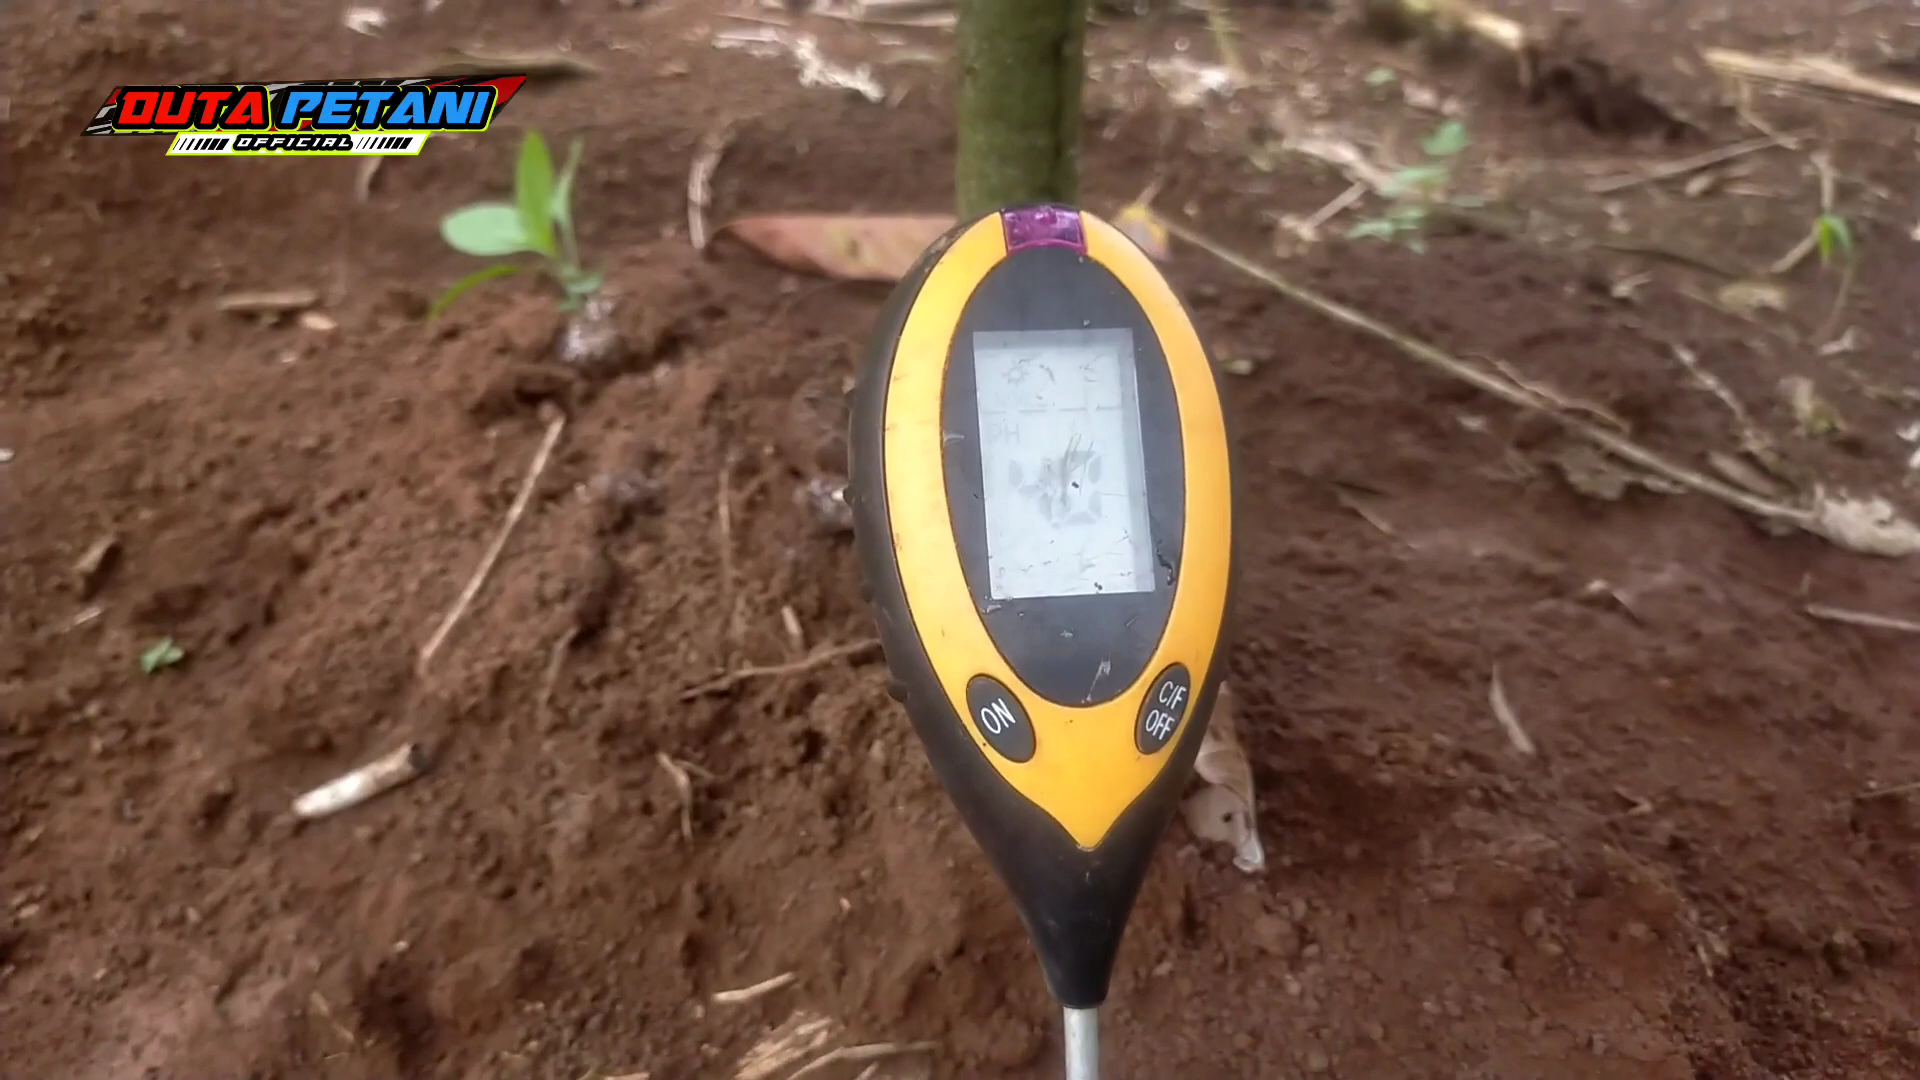 DUTA PETANI
OFFICIAL
PH
ON
C/F
OFF